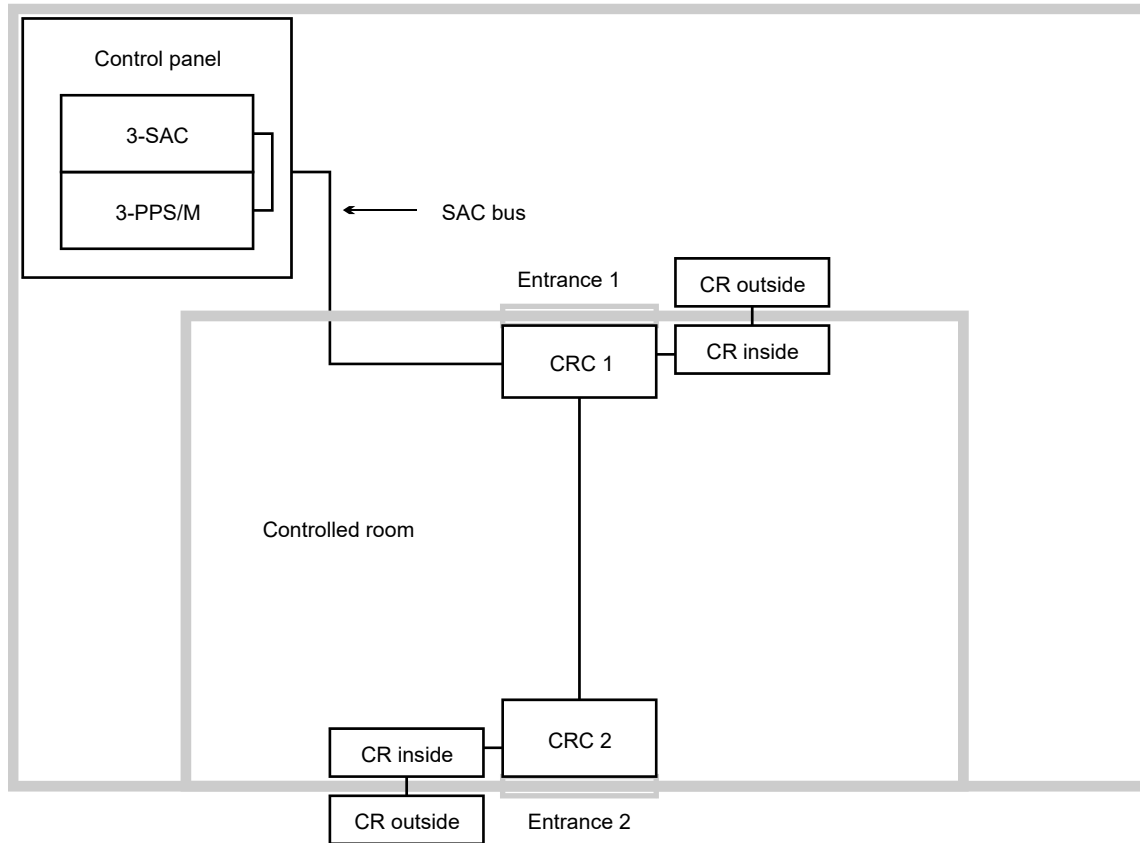 Control panel
3-SAC
3-PPS/M
SAC bus
Entrance 1
CR outside
CR inside
CRC 1
Controlled room
CRC 2
CR inside
CR outside
Entrance 2